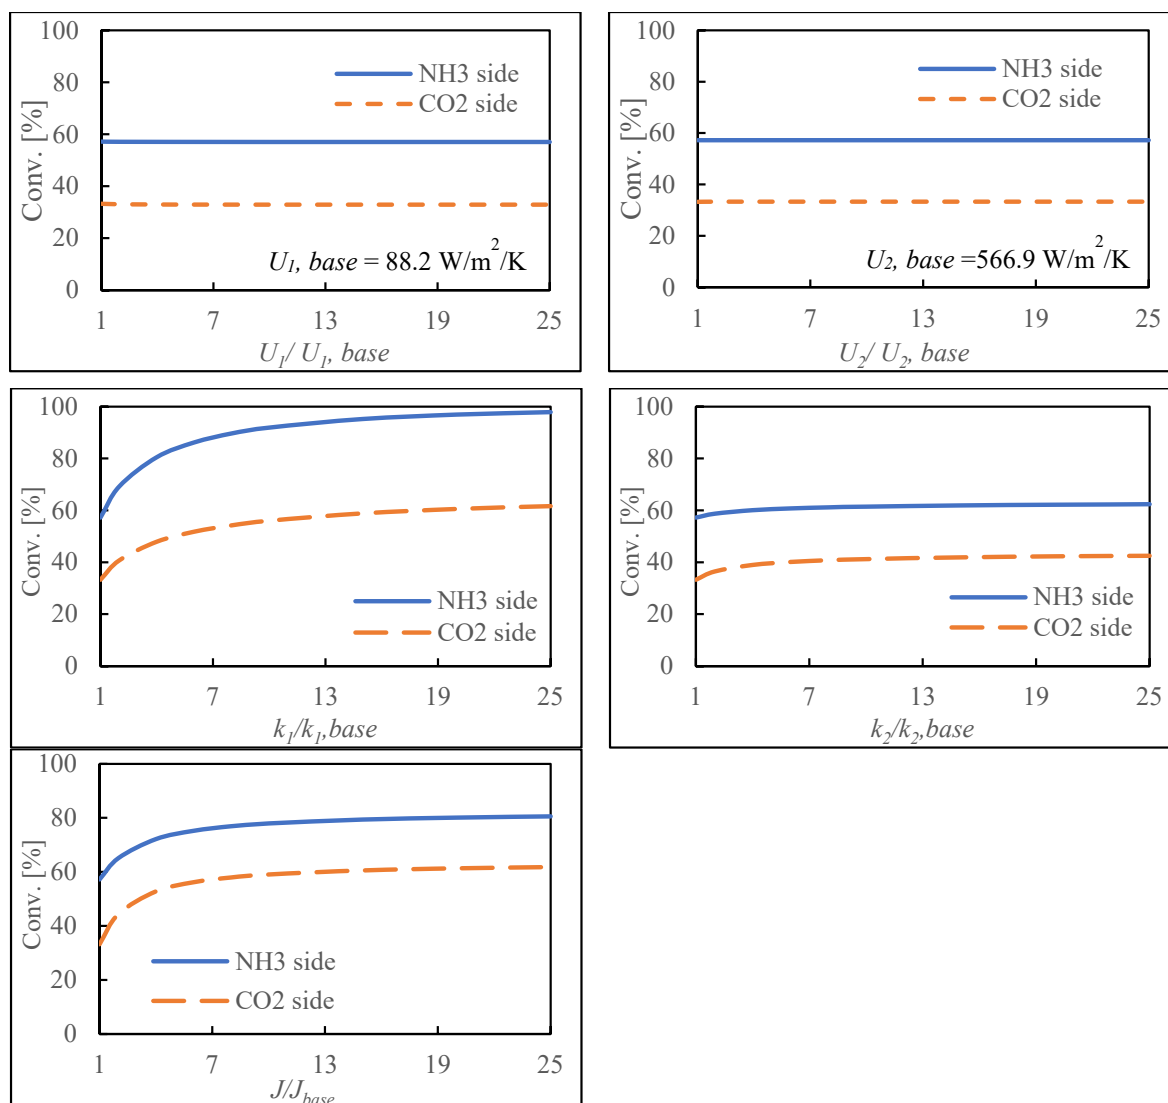 100
80
60
40
20
0
Conv. [%]
NH3 side
CO2 side
U1, base = 88.2 W/m2/K
1 7 13 19 25
U1/ U1, base
100
80
60
40
20
0
Conv. [%]
NH3 side
CO2 side
U2, base =566.9 W/m2/K
1 7 13 19 25
U2/ U2, base
100
80
60
40
20
0
Conv. [%]
NH3 side
CO2 side
1 7 13 19 25
k1/k1,base
100
80
60
40
20
0
Conv. [%]
NH3 side
CO2 side
1 7 13 19 25
k2/k2,base
100
80
60
40
20
0
Conv. [%]
NH3 side
CO2 side
1 7 13 19 25
J/Jbase